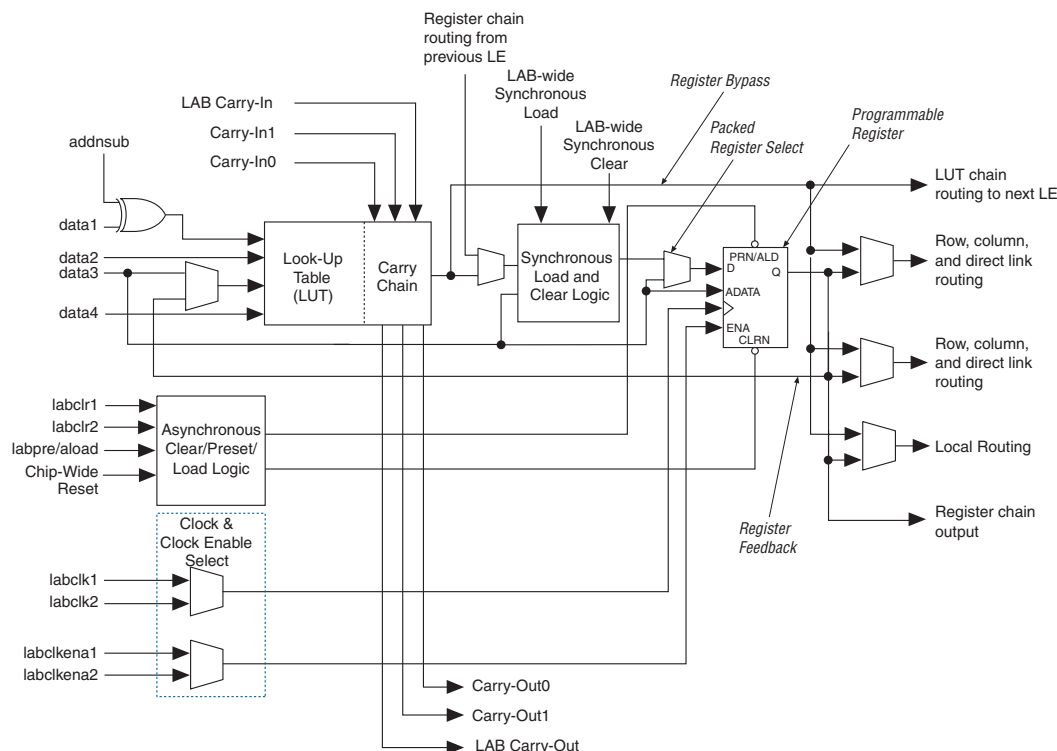 Register chain
routing from
previous LE
LAB-wide
Synchronous
Load
Register Bypass
Programmable
Register
LAB Carry-In
Packed
Register Select
LAB-wide
Synchronous
Clear
Carry-In1
addnsub
Carry-In0
LUT chain
routing to next LE
data1
data2
data3
data4
Look-Up
Table
(LUT)
Carry
Chain
Synchronous
Load and
Clear Logic
PRN/ALD
D
Q
ADATA
ENA
CLRN
Row, column,
and direct link
routing
Row, column,
and direct link
routing
labclr1
labclr2
labpre/aload
Chip-Wide
Reset
Asynchronous
Clear/Preset/
Load Logic
Local Routing
Register chain
output
Register
Feedback
Clock &
Clock Enable
Select
labclk1
labclk2
labclkena1
labclkena2
Carry-Out0
Carry-Out1
LAB Carry-Out